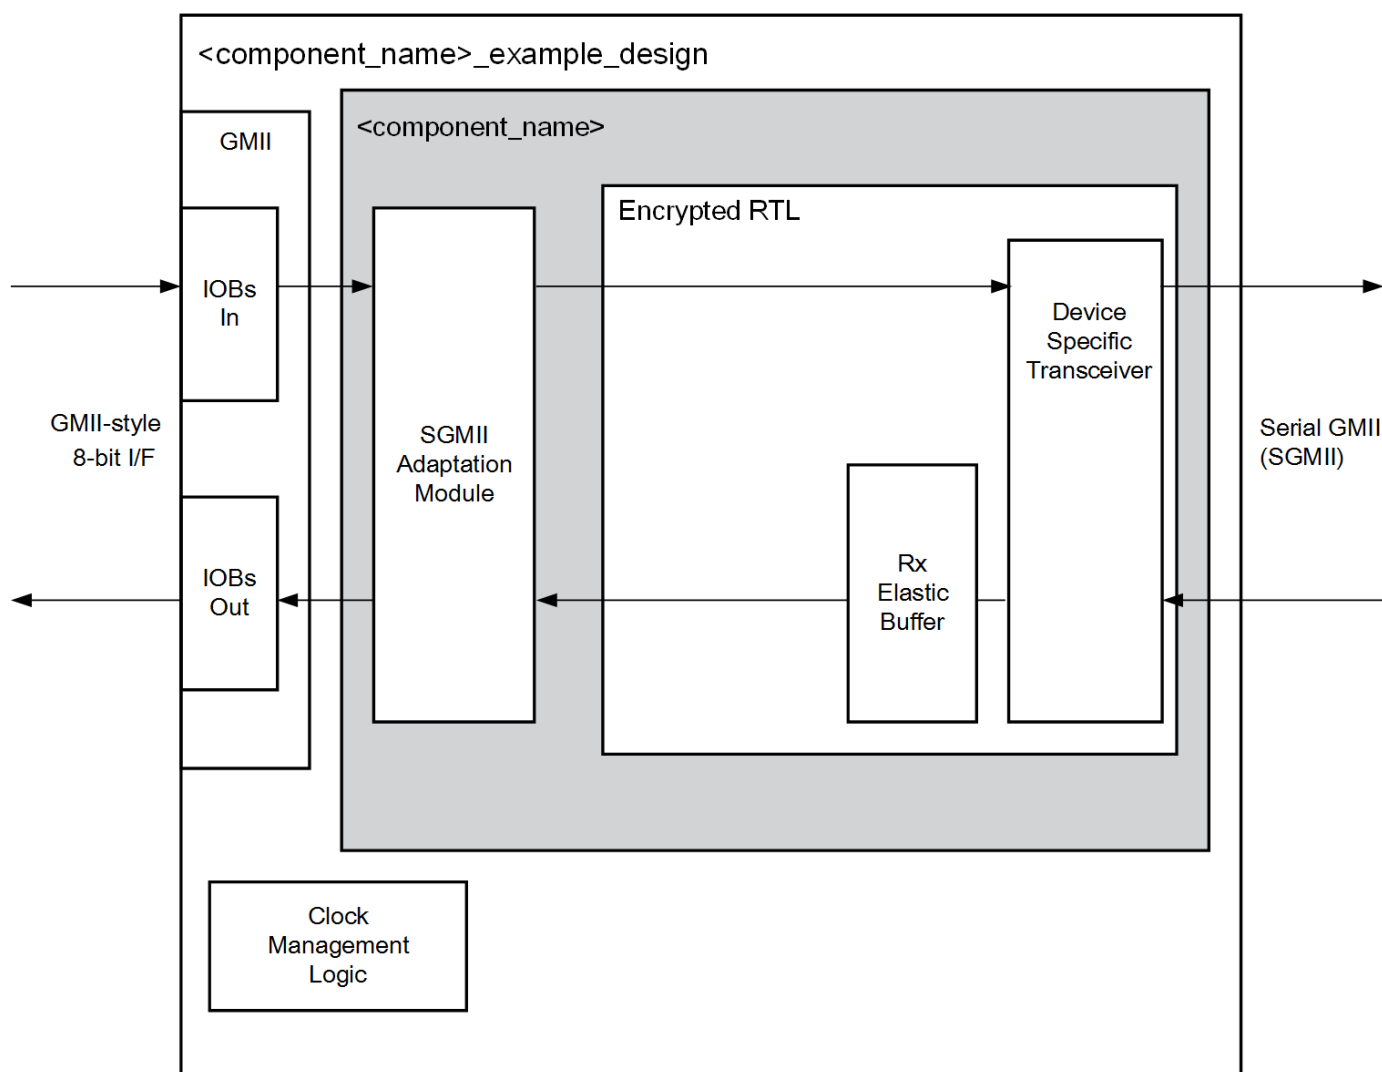 <component_name>_example_design
<component_name>
GMII
Encrypted RTL
IOBs
In
Device
Specific
Transceiver
GMII-style
8-bit I/F
SGMII
Adaptation
Module
Serial GMII
(SGMII)
IOBs
Out
Rx
Elastic
Buffer
Clock
Management
Logic